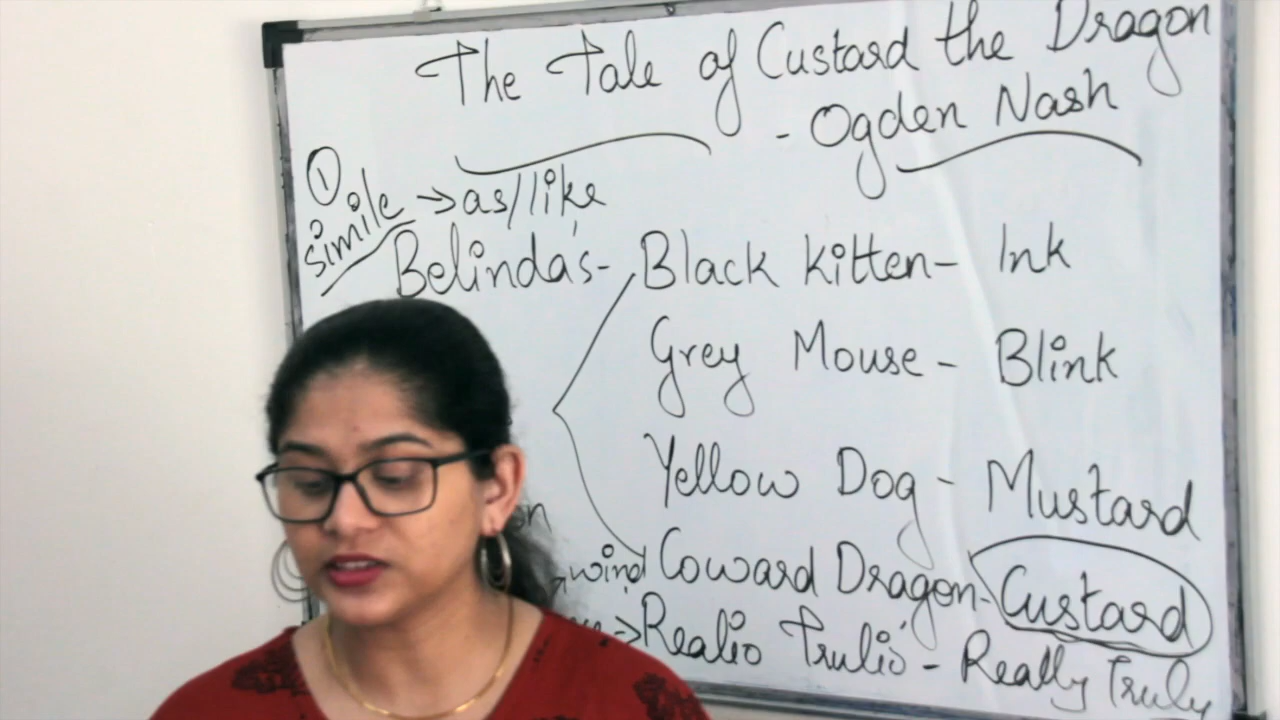 The Tale of Custard the Dragon
- Ogden Nash
①
simile → as/like
Belinda's- Black kitten- Ink
Grey Mouse - Blink
Yellow Dog - Mustard
wind Coward Dragon- Custard
→Realio Trulio - Really Truly